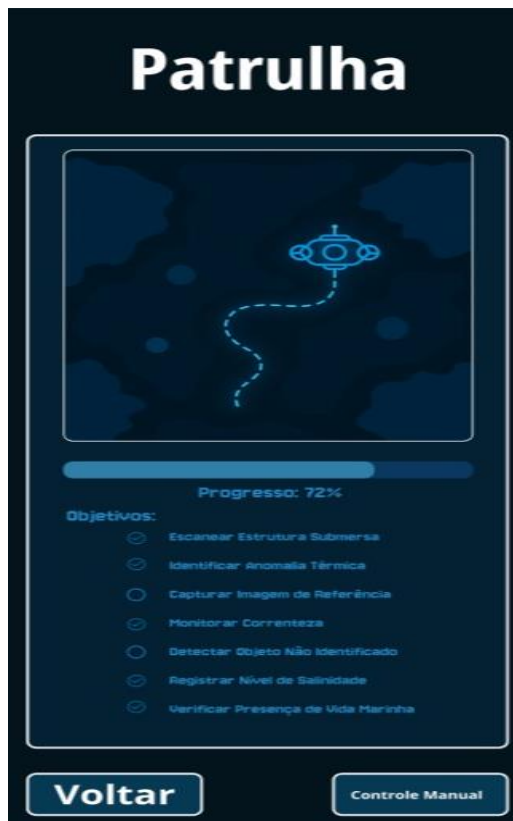 Patrulha
Progresso: 72%
Objetivos:
Escanear Estrutura Submersa
Identificar Anomalia Térmica
Capturar Imagem de Referência
Monitorar Correnteza
Detectar Objeto Não Identificado
Registrar Nível de Salinidade
Verificar Presença de Vida Marinha
Voltar
Controle Manual